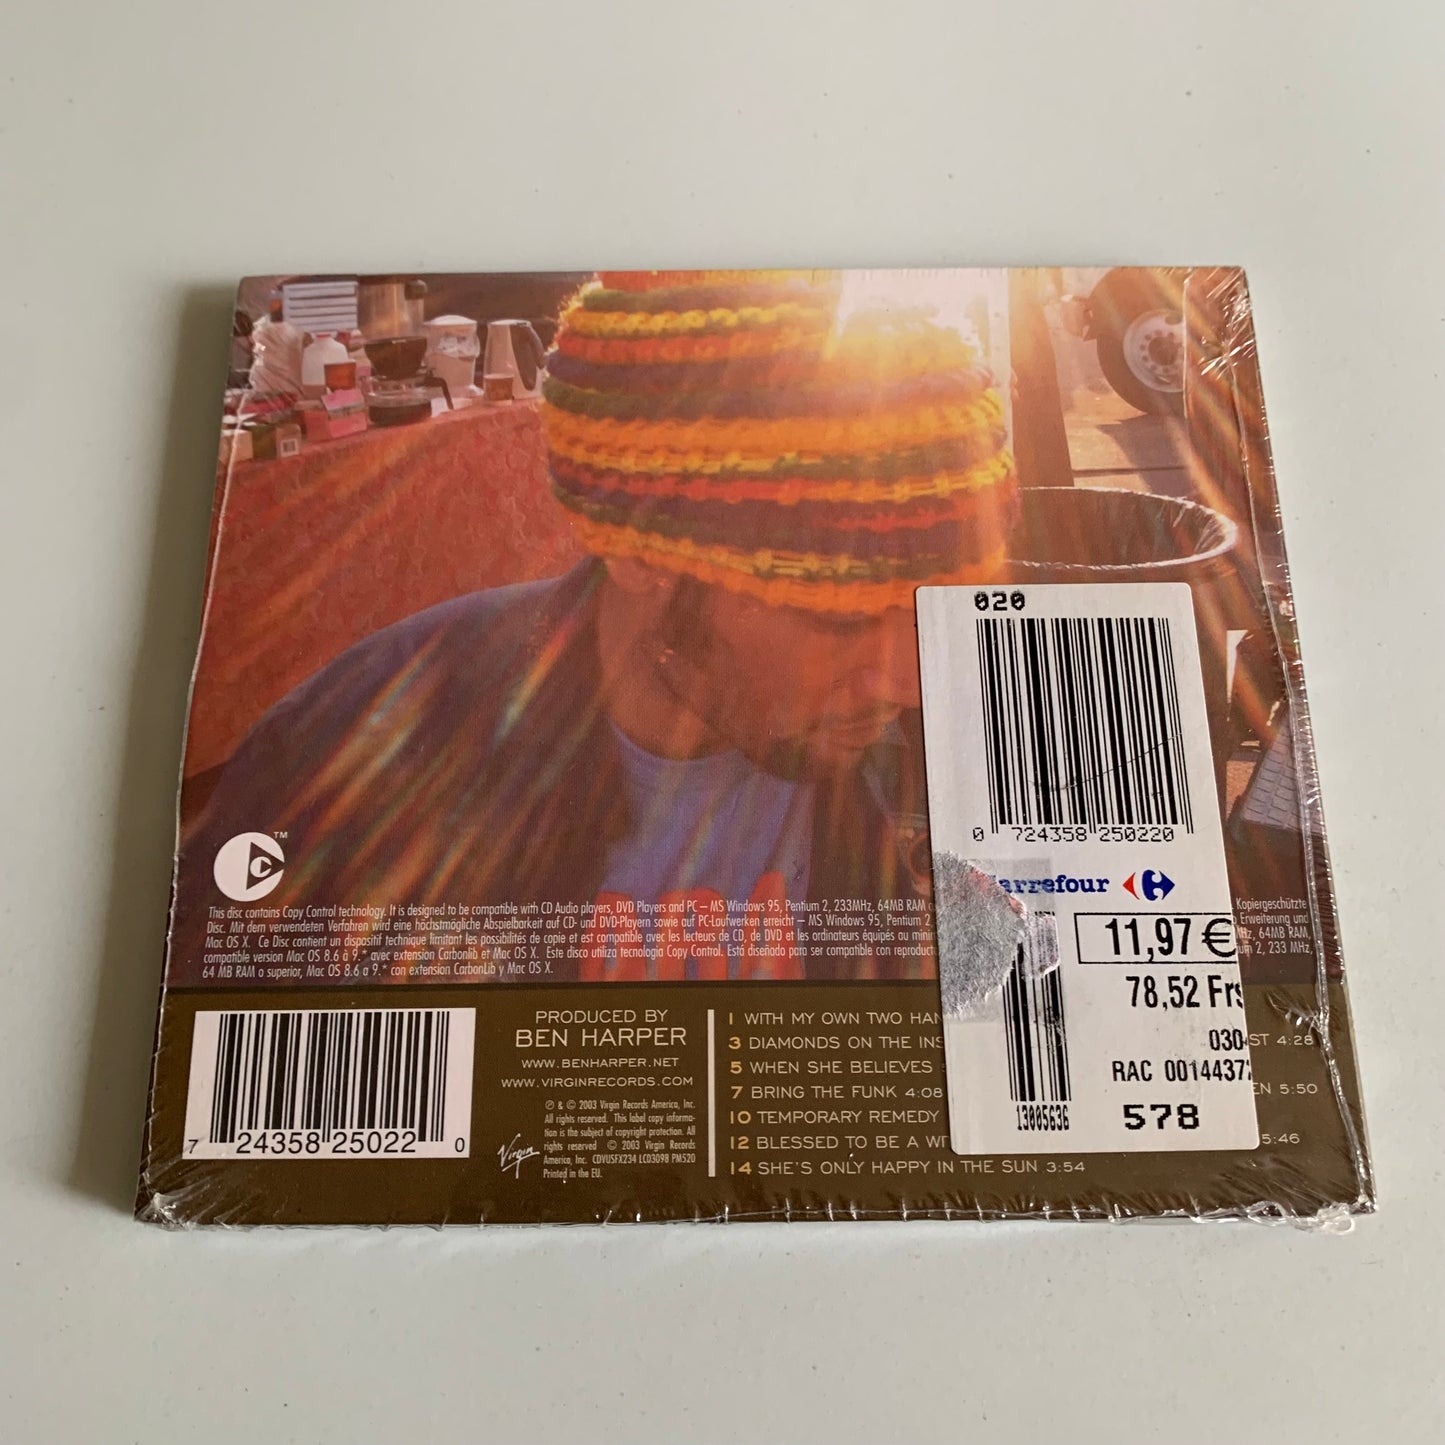 020
0 724358 250220
arrefour
11,97 €
78,52 Frs
030
RAC 00144377
13005636
578
C
TM
This disc contains Copy Control technology. It is designed to be compatible with CD Audio players, DVD Players and PC – MS Windows 95, Pentium 2, 233MHz, 64MB RAM
Kopiergeschützte
Disc. Mit dem verwendeten Verfahren wird eine höchstmögliche Abspielbarkeit auf CD- und DVD-Playern sowie auf PC-Laufwerken erreicht – MS Windows 95, Pentium 2
Erweiterung und
Mac OS X. Ce Disc contient un dispositif technique limitant les possibilités de copie et est compatible avec les lecteurs de CD, de DVD et les ordinateurs équipés au mini
Hz, 64MB RAM,
compatible version Mac OS 8.6 à 9.* avec extension Carbonlib et Mac OS X. Este disco utiliza tecnologia Copy Control. Está diseñado para ser compatible con reproduct
um 2, 233 MHz,
64 MB RAM o superior, Mac OS 8.6 a 9.* con extension CarbonLib y Mac OS X.
7 24358 25022 0
PRODUCED BY
BEN HARPER
WWW.BENHARPER.NET
WWW.VIRGINRECORDS.COM
℗ & © 2003 Virgin Records America, Inc.
All rights reserved. This label copy informa-
tion is the subject of copyright protection. All
rights reserved © 2003 Virgin Records
America, Inc. CDVUSFX234 LC03098 PM520
Printed in the EU.
Virgin
1 WITH MY OWN TWO HAN
3 DIAMONDS ON THE INS
ST 4:28
5 WHEN SHE BELIEVES
7 BRING THE FUNK 4:08
EN 5:50
10 TEMPORARY REMEDY
12 BLESSED TO BE A WI
5:46
14 SHE'S ONLY HAPPY IN THE SUN 3:54